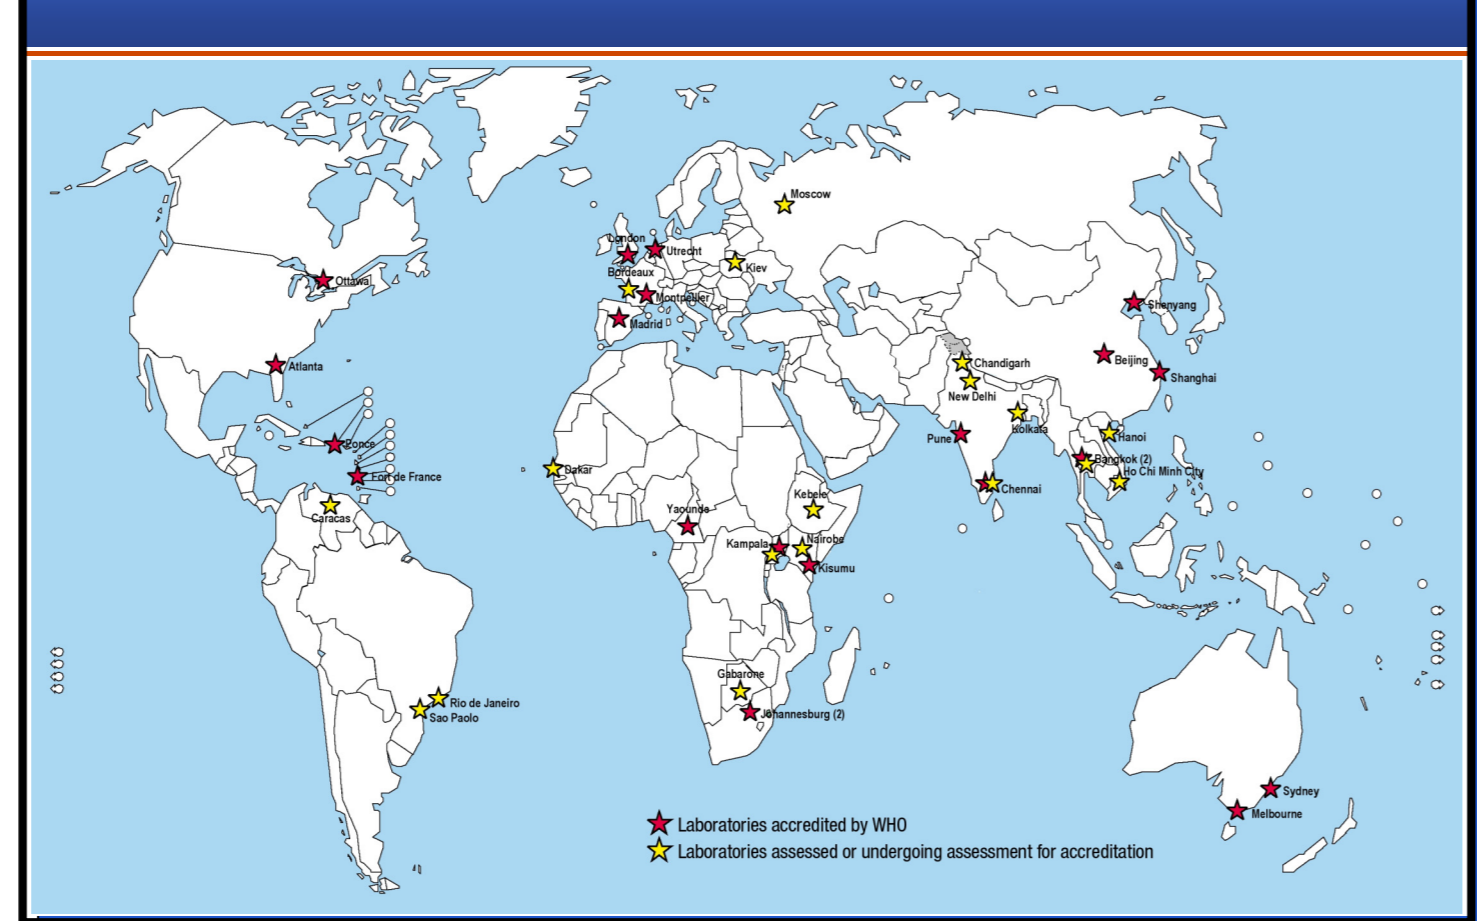 Moscow
London
Utrecht
Kiev
Bordeaux
Montpellier
Madrid
Ottawa
Atlanta
Shenyang
Beijing
Shanghai
Chandigarh
New Delhi
Kolkata
Pune
Hanoi
Bangkok (2)
Ho Chi Minh City
Chennai
Ponce
Fort de France
Caracas
Dakar
Kebele
Yaounde
Kampala
Nairobe
Kisumu
Gabarone
Johannesburg (2)
Rio de Janeiro
Sao Paolo
Sydney
Melbourne
Laboratories accredited by WHO
Laboratories assessed or undergoing assessment for accreditation